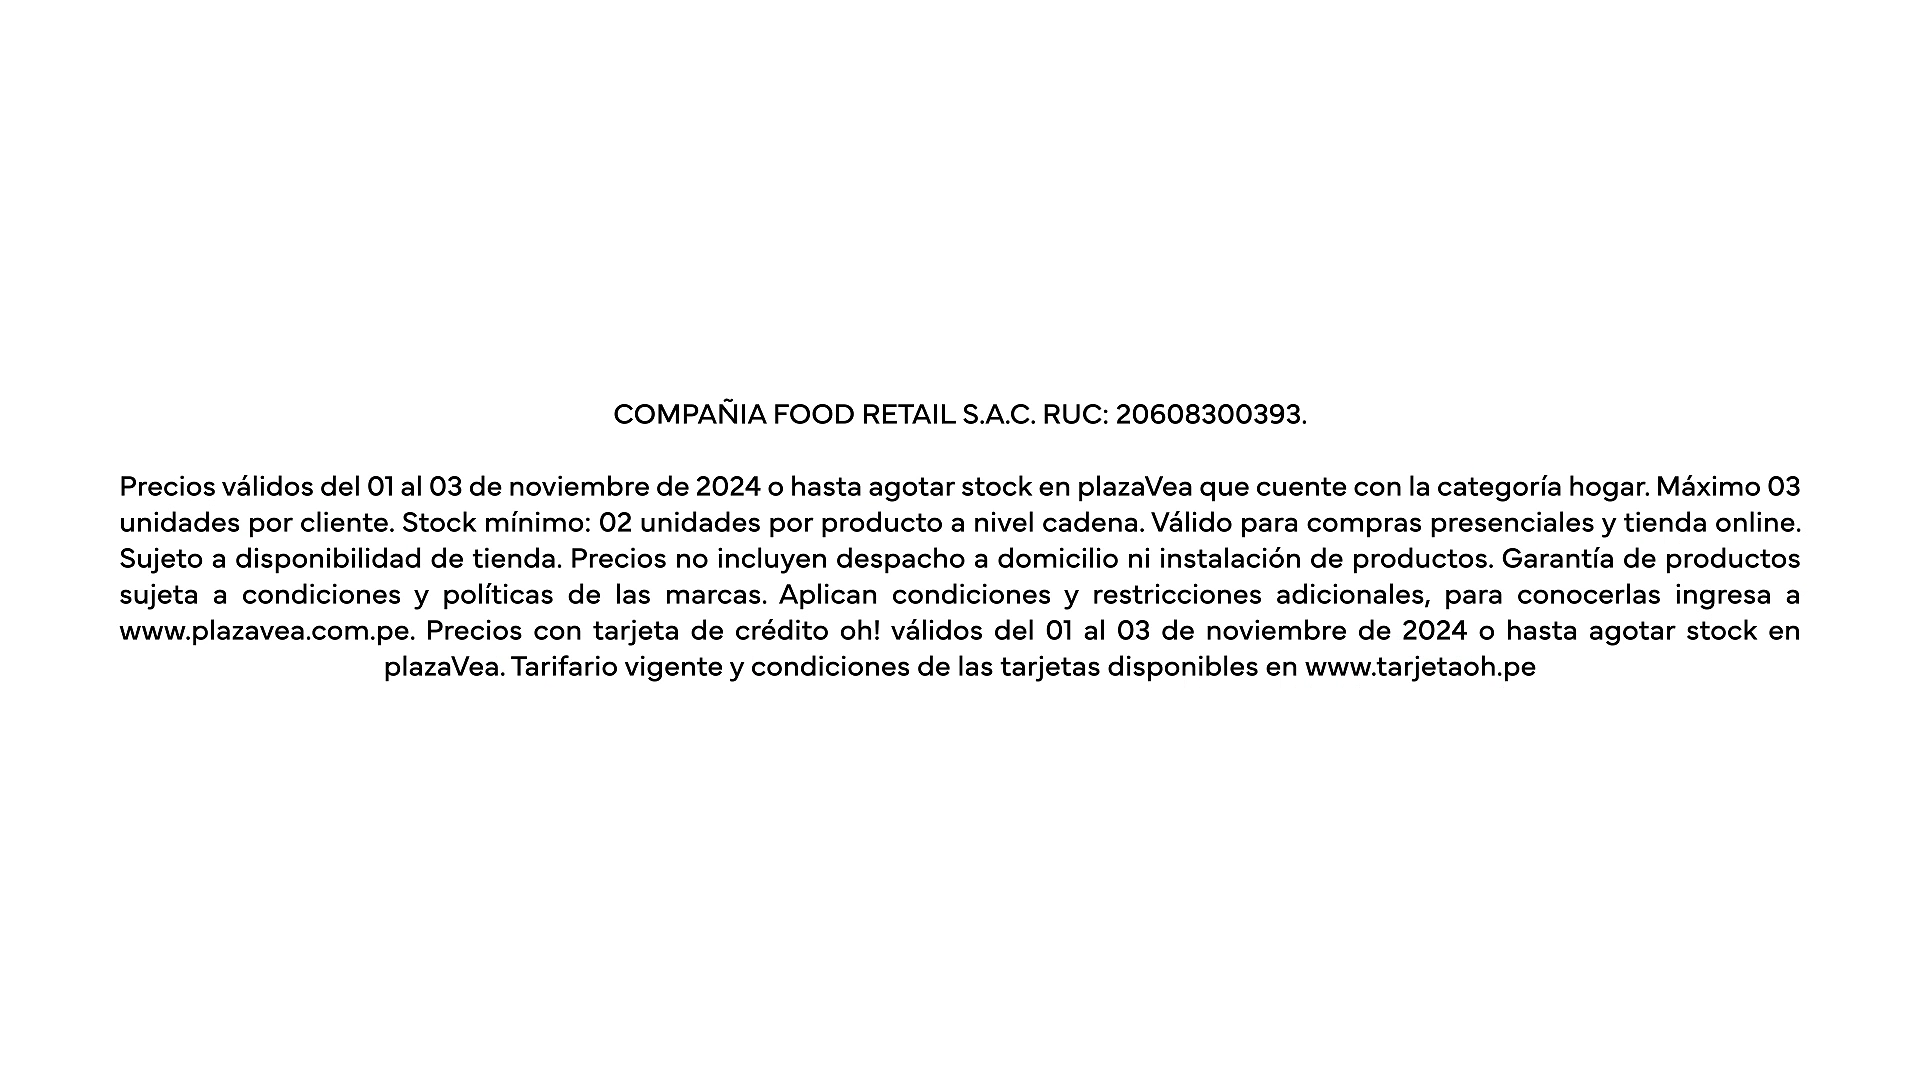 COMPAÑIA FOOD RETAIL S.A.C. RUC: 20608300393.
Precios válidos del 01 al 03 de noviembre de 2024 o hasta agotar stock en plazaVea que cuente con la categoría hogar. Máximo 03
unidades por cliente. Stock mínimo: 02 unidades por producto a nivel cadena. Válido para compras presenciales y tienda online.
Sujeto a disponibilidad de tienda. Precios no incluyen despacho a domicilio ni instalación de productos. Garantía de productos
sujeta a condiciones y políticas de las marcas. Aplican condiciones y restricciones adicionales, para conocerlas ingresa a
www.plazavea.com.pe. Precios con tarjeta de crédito oh! válidos del 01 al 03 de noviembre de 2024 o hasta agotar stock en
plazaVea. Tarifario vigente y condiciones de las tarjetas disponibles en www.tarjetaoh.pe